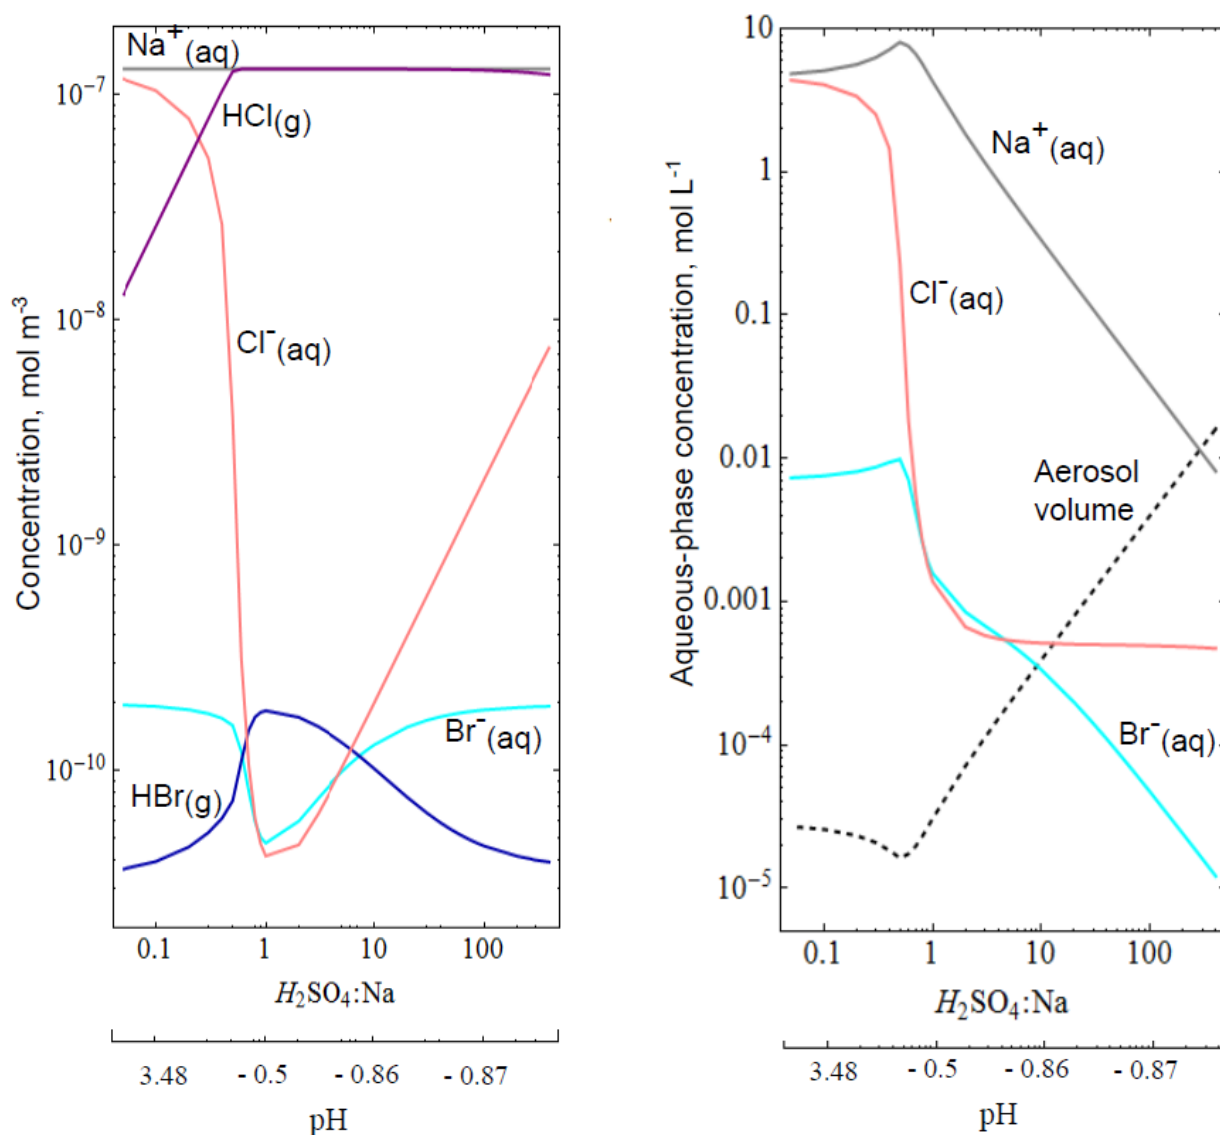 Na⁺(aq)
10⁻⁷
HCl(g)
10⁻⁸
Cl⁻(aq)
10⁻⁹
Br⁻(aq)
10⁻¹⁰
HBr(g)
Concentration, mol m⁻³
0.1 1 10 100
H₂SO₄:Na
3.48 - 0.5 - 0.86 - 0.87
pH
10
Na⁺(aq)
1
Cl⁻(aq)
0.1
0.01
Aerosol
volume
0.001
10⁻⁴
Br⁻(aq)
10⁻⁵
Aqueous-phase concentration, mol L⁻¹
0.1 1 10 100
H₂SO₄:Na
3.48 - 0.5 - 0.86 - 0.87
pH